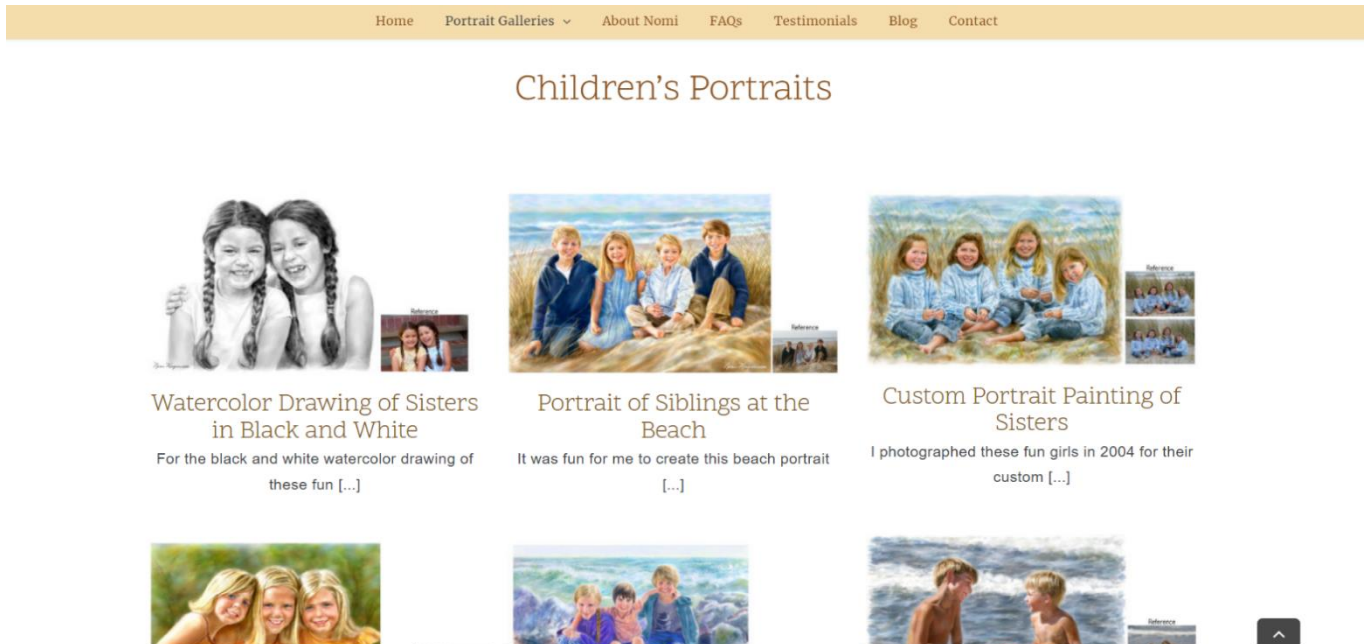 Home Portrait Galleries About Nomi FAQs Testimonials Blog Contact
Children's Portraits
Reference
Watercolor Drawing of Sisters
in Black and White
For the black and white watercolor drawing of
these fun [...]
Reference
Portrait of Siblings at the
Beach
It was fun for me to create this beach portrait
[...]
Reference
Custom Portrait Painting of
Sisters
I photographed these fun girls in 2004 for their
custom [...]
Reference